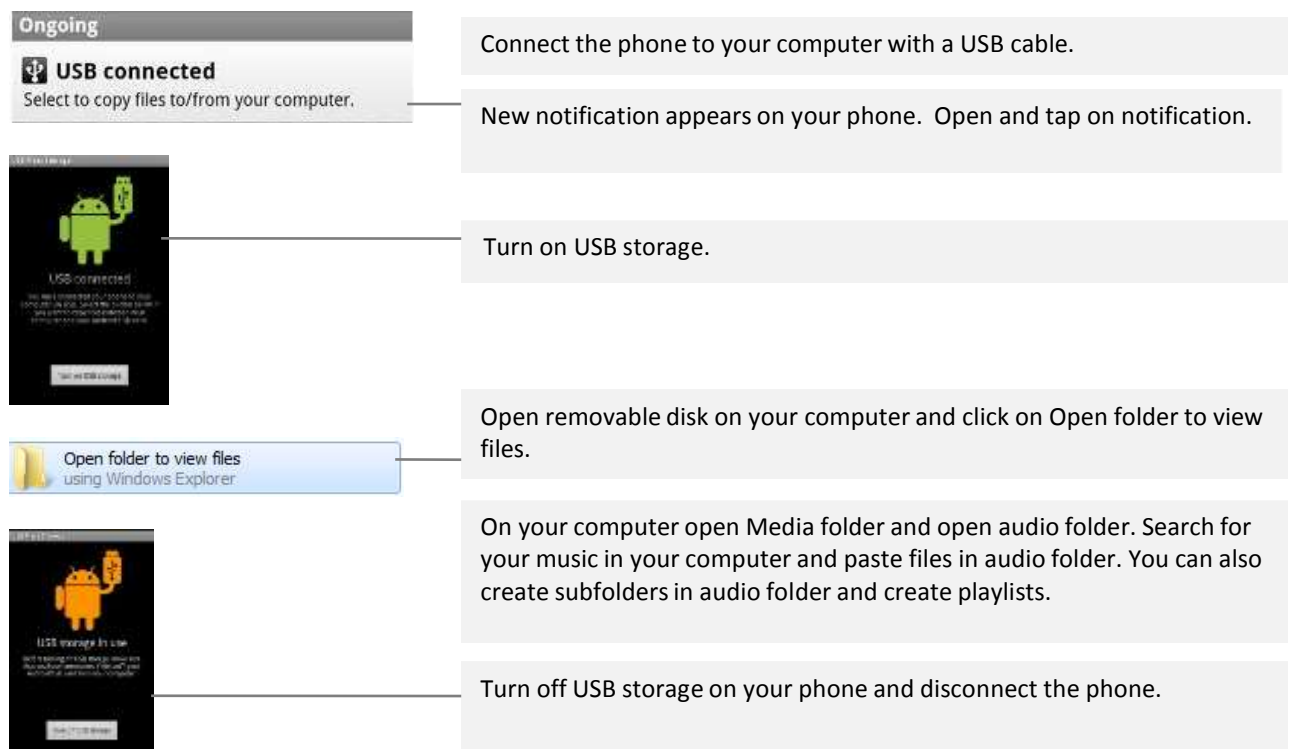 Ongoing
USB connected
Select to copy files to/from your computer.
Connect the phone to your computer with a USB cable.
New notification appears on your phone. Open and tap on notification.
USB connected
Turn on USB storage
Turn on USB storage.
Open folder to view files
using Windows Explorer
Open removable disk on your computer and click on Open folder to view
files.
On your computer open Media folder and open audio folder. Search for
your music in your computer and paste files in audio folder. You can also
create subfolders in audio folder and create playlists.
USB storage in use
Turn off USB storage on your phone and disconnect the phone.